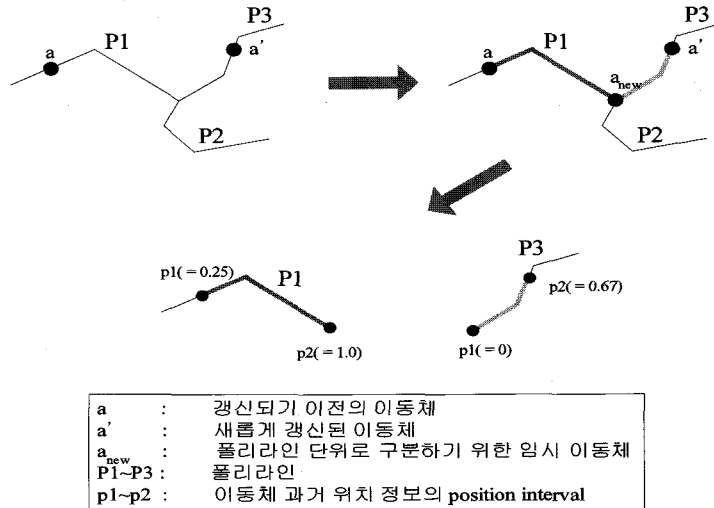 P3
a
P1
a'
P2
P3
a
P1
a'
a new
P2
P3
p1( = 0.25)
P1
p2( = 0.67)
p2( = 1.0)
p1( = 0)
a : 갱신되기 이전의 이동체
a' : 새롭게 갱신된 이동체
a new : 폴리라인 단위로 구분하기 위한 임시 이동체
P1~P3 : 폴리라인
p1~p2 : 이동체 과거 위치 정보의 position interval